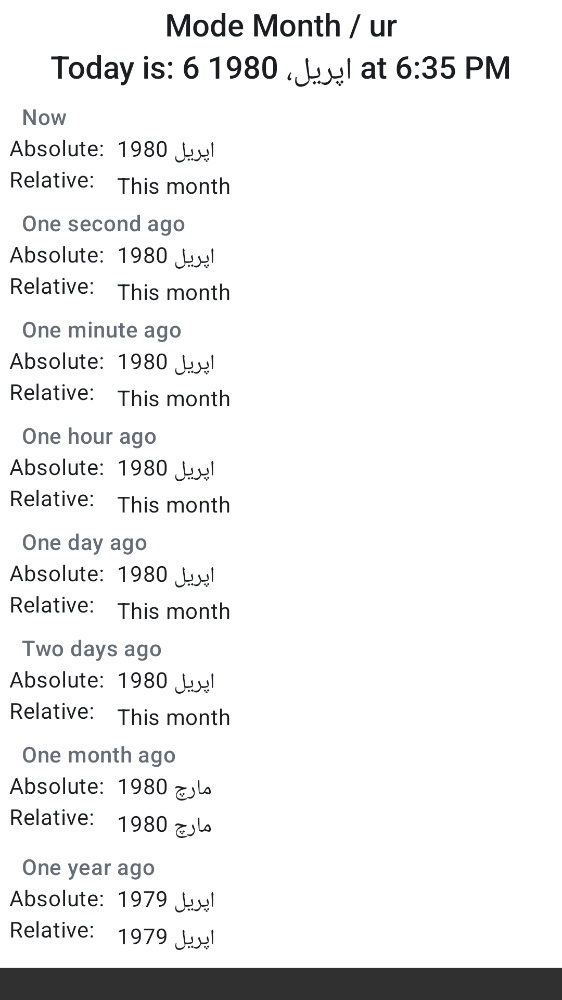 Mode Month / ur
Today is: 6 اپریل، 1980 at 6:35 PM
Now
Absolute: اپریل 1980
Relative: This month
One second ago
Absolute: اپریل 1980
Relative: This month
One minute ago
Absolute: اپریل 1980
Relative: This month
One hour ago
Absolute: اپریل 1980
Relative: This month
One day ago
Absolute: اپریل 1980
Relative: This month
Two days ago
Absolute: اپریل 1980
Relative: This month
One month ago
Absolute: مارچ 1980
Relative: مارچ 1980
One year ago
Absolute: اپریل 1979
Relative: اپریل 1979